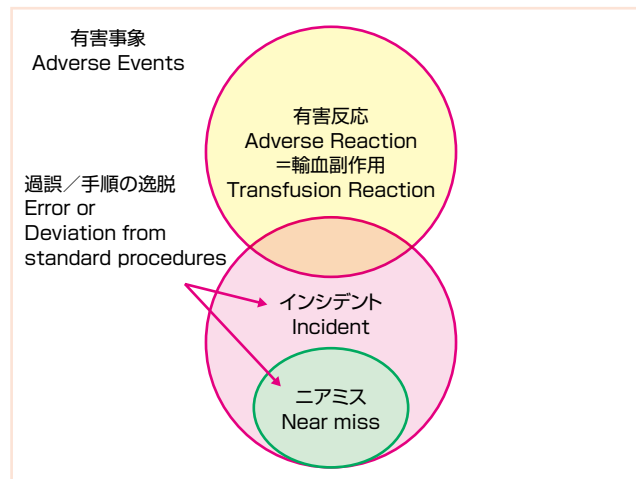 有害事象
Adverse Events
有害反応
Adverse Reaction
＝輸血副作用
Transfusion Reaction
過誤／手順の逸脱
Error or
Deviation from
standard procedures
インシデント
Incident
ニアミス
Near miss